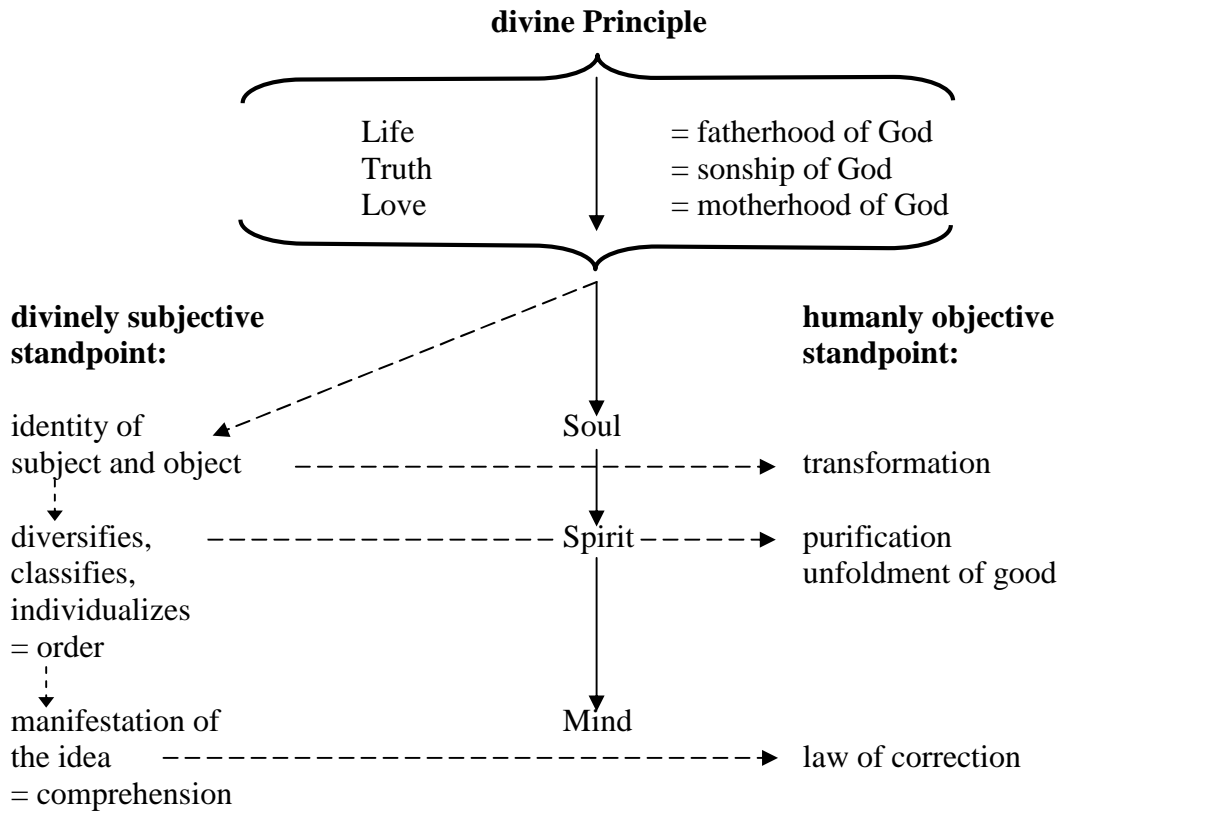 divine Principle
Life = fatherhood of God
Truth = sonship of God
Love = motherhood of God
divinely subjective humanly objective
standpoint: standpoint:
identity of Soul
subject and object transformation
diversifies, Spirit purification
classifies, unfoldment of good
individualizes
= order
manifestation of Mind
the idea law of correction
= comprehension